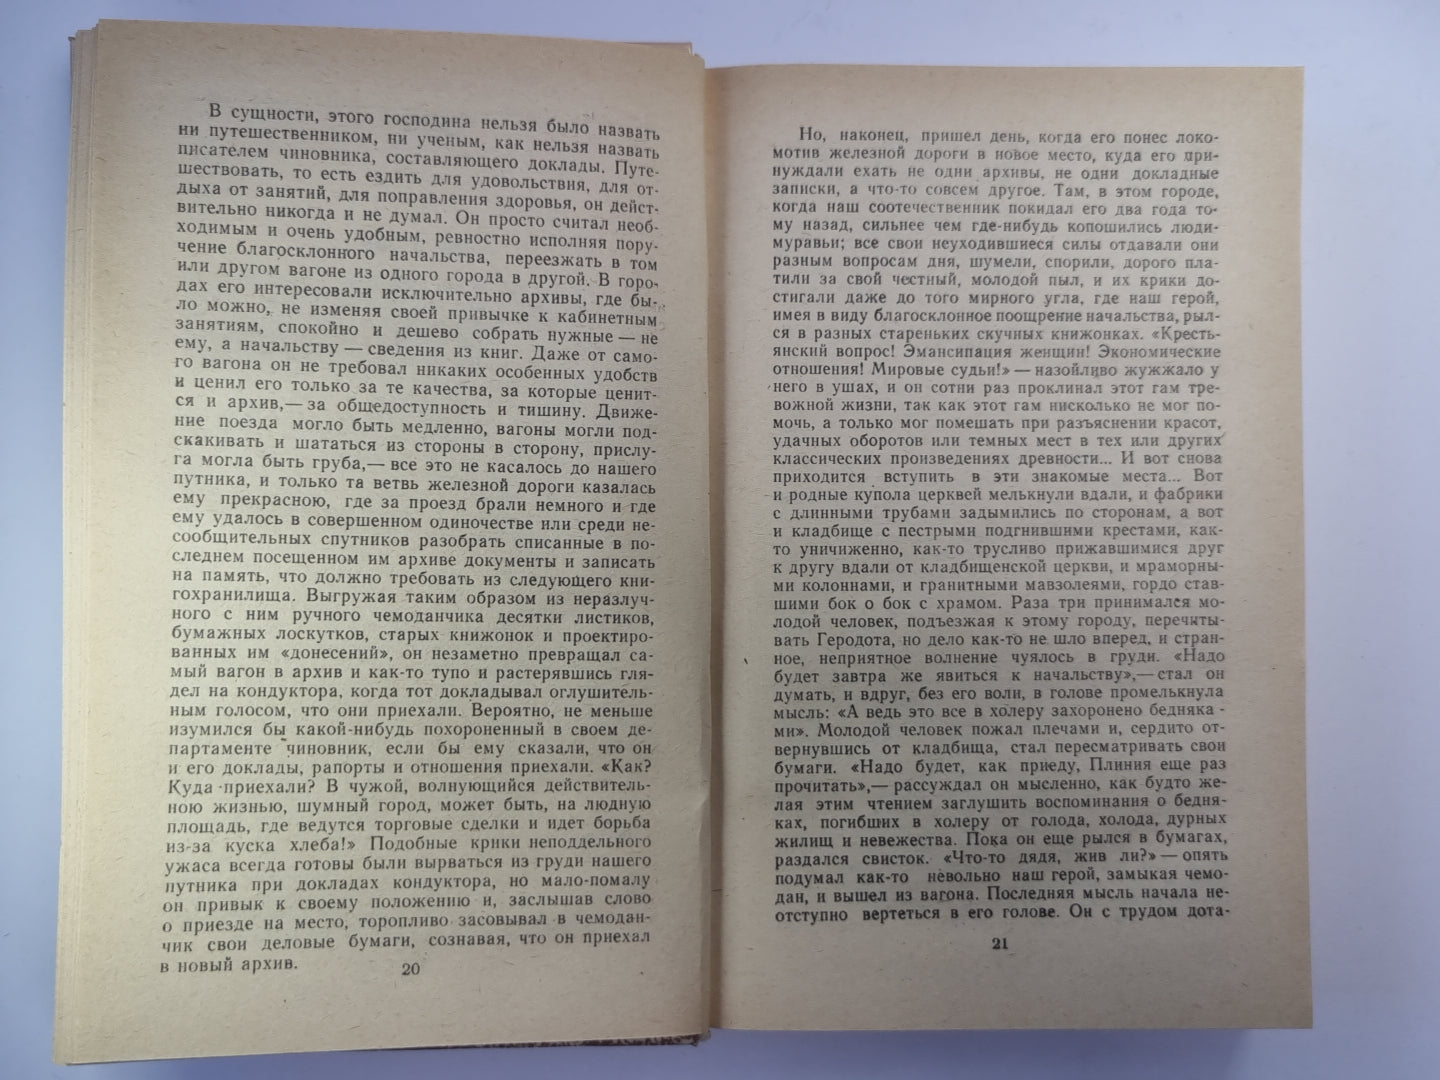 В сущности, этого господина нельзя было назвать
ни путешественником, ни ученым, как нельзя назвать
писателем чиновника, составляющего доклады. Путе-
шествовать, то есть ездить для удовольствия, для от-
дыха от занятий, для поправления здоровья, он дейст-
вительно никогда и не думал. Он просто считал необ-
ходимым и очень удобным, ревностно исполняя пору-
чение благосклонного начальства, переезжать в том
или другом вагоне из одного города в другой. В горо-
дах его интересовали исключительно архивы, где бы-
ло можно, не изменяя своей привычке к кабинетным
занятиям, спокойно и дешево собрать нужные — не
ему, а начальству — сведения из книг. Даже от само-
го вагона он не требовал никаких особенных удобств
и ценил его только за те качества, за которые ценит-
ся и архив,— за общедоступность и тишину. Движе-
ние поезда могло быть медленно, вагоны могли под-
скакивать и шататься из стороны в сторону, прислу-
га могла быть груба,— все это не касалось до нашего
путника, и только та ветвь железной дороги казалась
ему прекрасною, где за проезд брали немного и где
ему удалось в совершенном одиночестве или среди не-
сообщительных спутников разобрать списанные в по-
следнем посещенном им архиве документы и записать
на память, что должно требовать из следующего кни-
гохранилища. Выгружая таким образом из неразлуч-
ного с ним ручного чемоданчика десятки листиков,
бумажных лоскутков, старых книжонок и проектиро-
ванных им «донесений», он незаметно превращал са-
мый вагон в архив и как-то тупо и растерявшись гля-
дел на кондуктора, когда тот докладывал оглушитель-
ным голосом, что они приехали. Вероятно, не меньше
изумился бы какой-нибудь похороненный в своем де-
партаменте чиновник, если бы ему сказали, что он
и его доклады, рапорты и отношения приехали. «Как?
Куда приехали? В чужой, волнующийся действитель-
ною жизнью, шумный город, может быть, на людную
площадь, где ведутся торговые сделки и идет борьба
из-за куска хлеба!» Подобные крики неподдельного
ужаса всегда готовы были вырваться из груди нашего
путника при докладах кондуктора, но мало-помалу
он привык к своему положению и, заслышав слово
о приезде на место, торопливо засовывал в чемодан-
чик свои деловые бумаги, сознавая, что он приехал
в новый архив.
20
Но, наконец, пришел день, когда его понес локо-
мотив железной дороги в новое место, куда его при-
нуждали ехать не одни архивы, не одни докладные
записки, а что-то совсем другое. Там, в этом городе,
когда наш соотечественник покидал его два года то-
му назад, сильнее чем где-нибудь копошились люди-
муравьи; все свои неуходившиеся силы отдавали они
разным вопросам дня, шумели, спорили, дорого пла-
тили за свой честный, молодой пыл, и их крики до-
стигали даже до того мирного угла, где наш герой,
имея в виду благосклонное поощрение начальства, рыл-
ся в разных стареньких скучных книжонках. «Кресть-
янский вопрос! Эмансипация женщин! Экономические
отношения! Мировые судьи!» — назойливо жужжало у
него в ушах, и он сотни раз проклинал этот гам тре-
вожной жизни, так как этот гам нисколько не мог по-
мочь, а только мог помешать при разъяснении красот,
удачных оборотов или темных мест в тех или других
классических произведениях древности... И вот снова
приходится вступить в эти знакомые места... Вот
и родные купола церквей мелькнули вдали, и фабрики
с длинными трубами задымились по сторонам, а вот
и кладбище с пестрыми подгнившими крестами, как-
то уничиженно, как-то трусливо прижавшимися друг
к другу вдали от кладбищенской церкви, и мраморны-
ми колоннами, и гранитными мавзолеями, гордо став-
шими бок о бок с храмом. Раза три принимался мо-
лодой человек, подъезжая к этому городу, перечиты-
вать Геродота, но дело как-то не шло вперед, и стран-
ное, неприятное волнение чуялось в груди. «Надо
будет завтра же явиться к начальству»,— стал он
думать, и вдруг, без его воли, в голове промелькнула
мысль: «А ведь это все в холеру захоронено бедняка-
ми». Молодой человек пожал плечами и, сердито от-
вернувшись от кладбища, стал пересматривать свои
бумаги. «Надо будет, как приеду, Плиния еще раз
прочитать»,— рассуждал он мысленно, как будто же-
лая этим чтением заглушить воспоминания о бедня-
ках, погибших в холеру от голода, холода, дурных
жилищ и невежества. Пока он еще рылся в бумагах,
раздался свисток. «Что-то дядя, жив ли?» — опять
подумал как-то невольно наш герой, замыкая чемо-
дан, и вышел из вагона. Последняя мысль начала не-
отступно вертеться в его голове. Он с трудом дота-
21